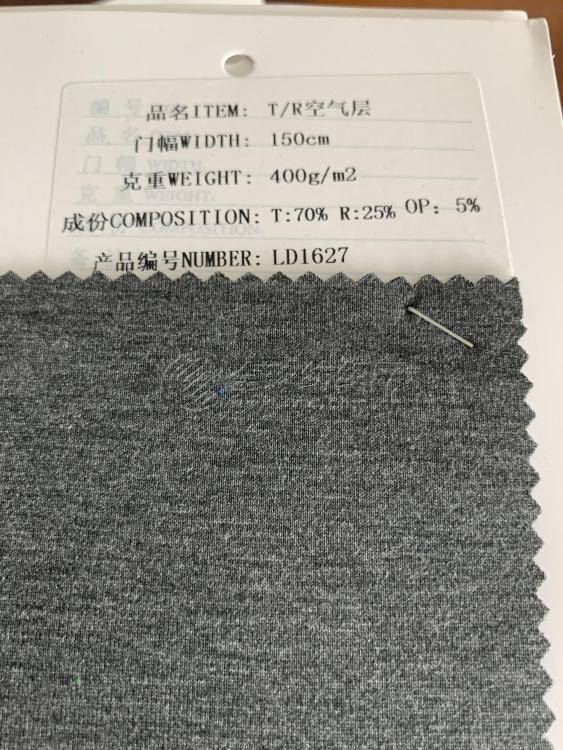 品名ITEM: T/R空气层
门幅WIDTH: 150cm
克重WEIGHT: 400g/m2
成份COMPOSITION: T:70% R:25% OP: 5%
产品编号NUMBER: LD1627